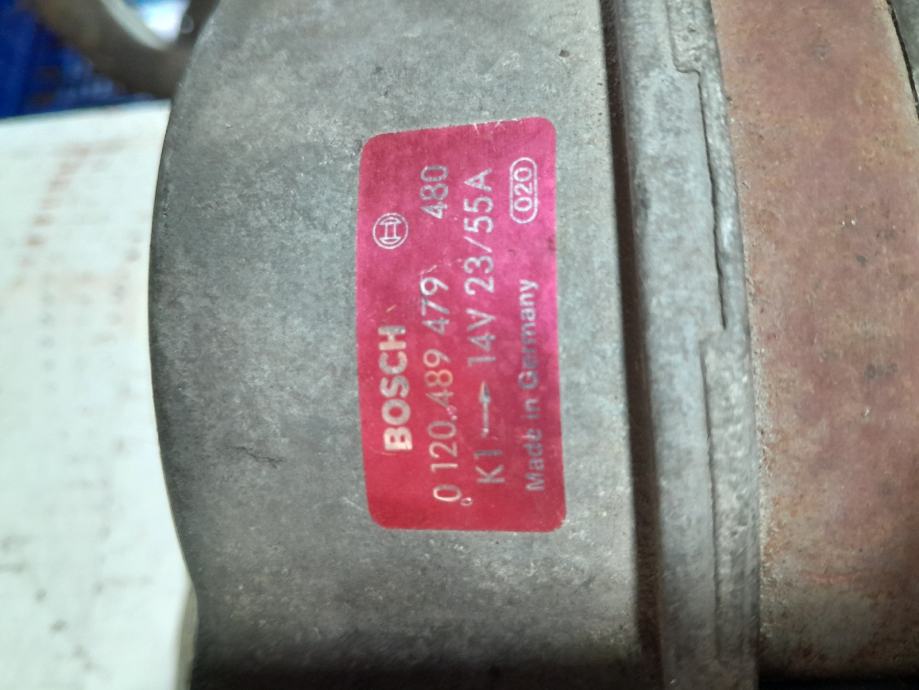 BOSCH
0 120 489 479 480
K1 → 14V 23/55A
Made in Germany 020